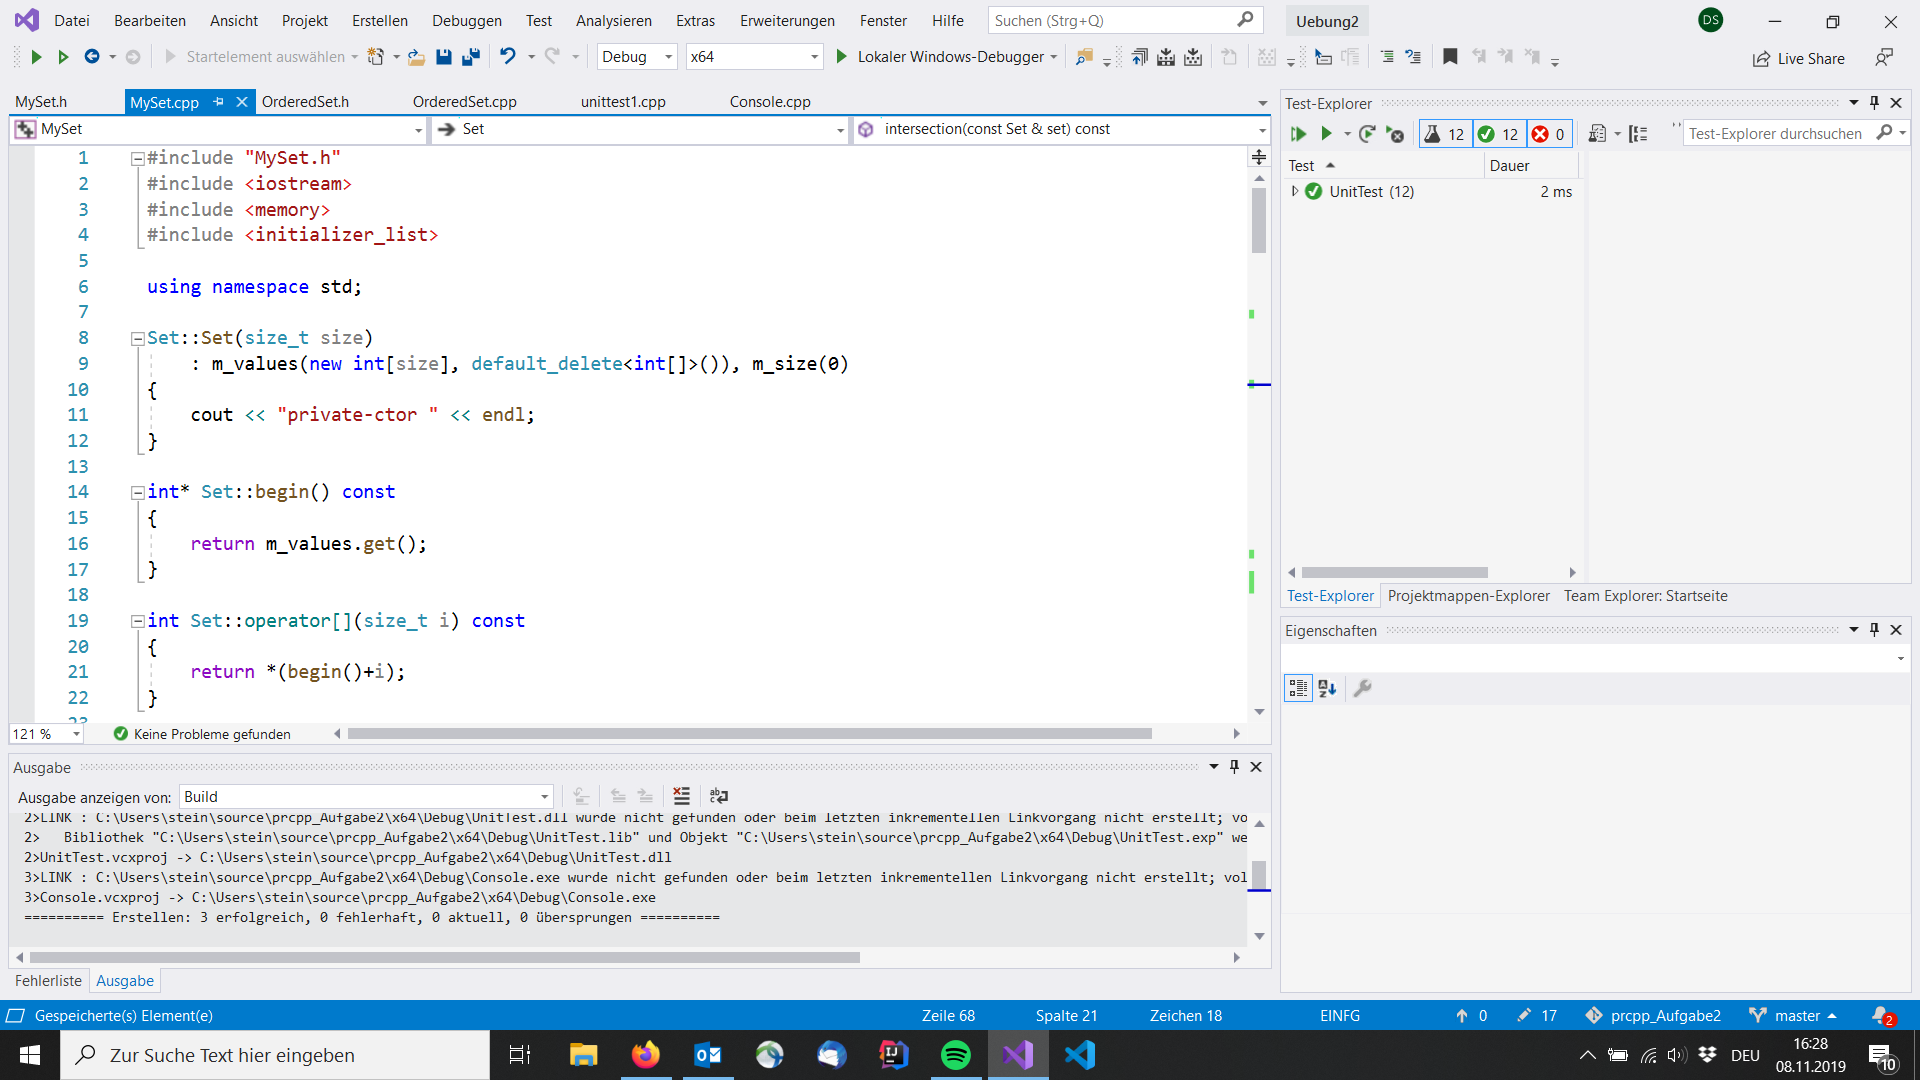 Datei Bearbeiten Ansicht Projekt Erstellen Debuggen Test Analysieren Extras Erweiterungen Fenster Hilfe Suchen (Strg+Q) Uebung2 DS
Startelement auswählen Debug x64 Lokaler Windows-Debugger Live Share
MySet.h MySet.cpp OrderedSet.h OrderedSet.cpp unittest1.cpp Console.cpp
MySet Set intersection(const Set & set) const
1 #include "MySet.h"
2 #include <iostream>
3 #include <memory>
4 #include <initializer_list>
5
6 using namespace std;
7
8 Set::Set(size_t size)
9 : m_values(new int[size], default_delete<int[]>()), m_size(0)
10 {
11 cout << "private-ctor " << endl;
12 }
13
14 int* Set::begin() const
15 {
16 return m_values.get();
17 }
18
19 int Set::operator[](size_t i) const
20 {
21 return *(begin()+i);
22 }
121 % Keine Probleme gefunden
Ausgabe
Ausgabe anzeigen von: Build
2>LINK : C:\Users\stein\source\prcpp_Aufgabe2\x64\Debug\UnitTest.dll wurde nicht gefunden oder beim letzten inkrementellen Linkvorgang nicht erstellt; vo
2> Bibliothek "C:\Users\stein\source\prcpp_Aufgabe2\x64\Debug\UnitTest.lib" und Objekt "C:\Users\stein\source\prcpp_Aufgabe2\x64\Debug\UnitTest.exp" we
2>UnitTest.vcxproj -> C:\Users\stein\source\prcpp_Aufgabe2\x64\Debug\UnitTest.dll
3>LINK : C:\Users\stein\source\prcpp_Aufgabe2\x64\Debug\Console.exe wurde nicht gefunden oder beim letzten inkrementellen Linkvorgang nicht erstellt; vol
3>Console.vcxproj -> C:\Users\stein\source\prcpp_Aufgabe2\x64\Debug\Console.exe
========== Erstellen: 3 erfolgreich, 0 fehlerhaft, 0 aktuell, 0 übersprungen ==========
Fehlerliste Ausgabe
Test-Explorer
12 12 0 Test-Explorer durchsuchen
Test Dauer
UnitTest (12) 2 ms
Test-Explorer Projektmappen-Explorer Team Explorer: Startseite
Eigenschaften
Gespeicherte(s) Element(e) Zeile 68 Spalte 21 Zeichen 18 EINFG 0 17 prcpp_Aufgabe2 master 2
Zur Suche Text hier eingeben DEU 16:28
08.11.2019 10